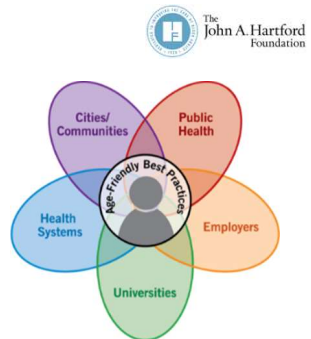 The
John A. Hartford
Foundation
Cities/
Communities
Public
Health
Age-Friendly Best Practices
Health
Systems
Employers
Universities